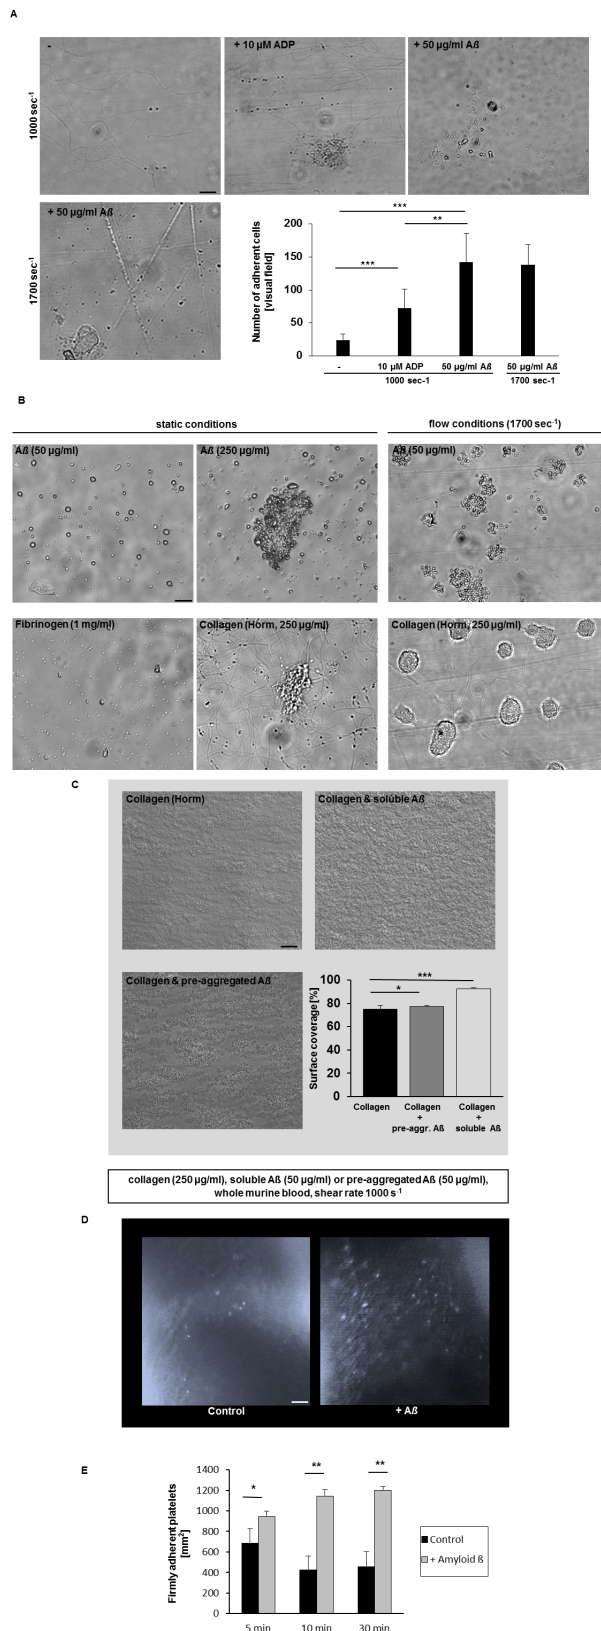 A
-
+ 10 µM ADP
+ 50 µg/ml Aß
1000 sec-1
+ 50 µg/ml Aß
1700 sec-1
Number of adherent cells
[visual field]
200
150
100
50
0
***
**
***
-
10 µM ADP
50 µg/ml Aß
50 µg/ml Aß
1000 sec-1
1700 sec-1
B
static conditions
flow conditions (1700 sec-1)
Aß (50 µg/ml)
Aß (250 µg/ml)
Aß (50 µg/ml)
Fibrinogen (1 mg/ml)
Collagen (Horm, 250 µg/ml)
Collagen (Horm, 250 µg/ml)
C
Collagen (Horm)
Collagen & soluble Aß
Collagen & pre-aggregated Aß
Surface coverage [%]
100
80
60
40
20
0
***
*
Collagen
Collagen
+
pre-aggr. Aß
Collagen
+
soluble Aß
collagen (250 µg/ml), soluble Aß (50 µg/ml) or pre-aggregated Aß (50 µg/ml),
whole murine blood, shear rate 1000 s-1
D
Control
+ Aß
E
Firmly adherent platelets
[mm²]
1400
1200
1000
800
600
400
200
0
*
**
**
5 min
10 min
30 min
Control
+ Amyloid ß